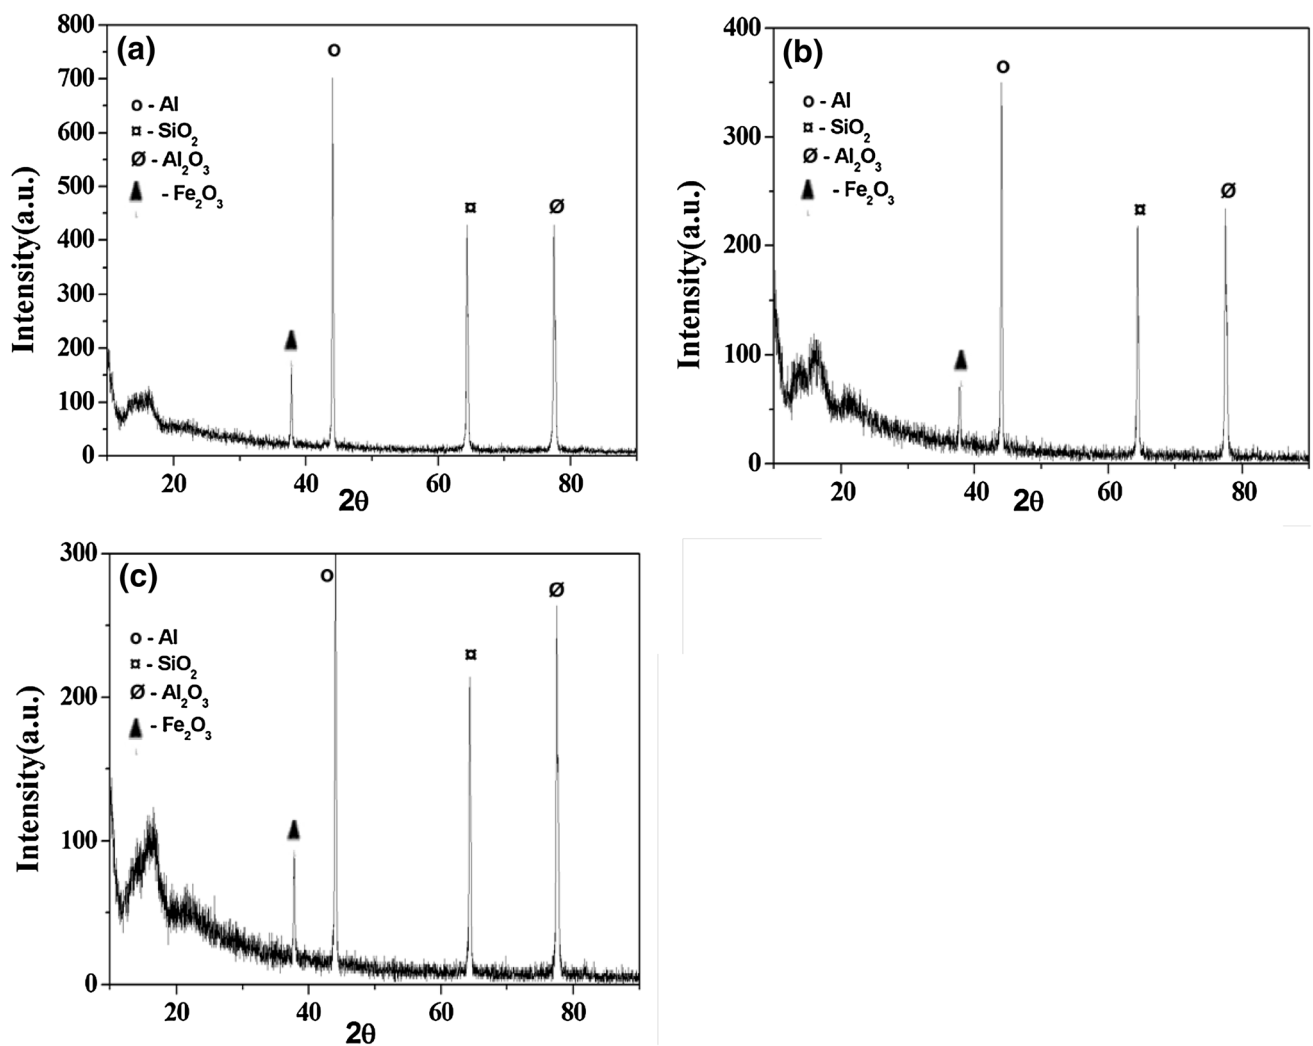 (a)
o - Al
¤ - SiO₂
Ø - Al₂O₃
▲ - Fe₂O₃
o
¤
Ø
▲
800
700
600
500
400
300
200
100
0
Intensity(a.u.)
20
40
60
80
2θ
(b)
o - Al
¤ - SiO₂
Ø - Al₂O₃
▲ - Fe₂O₃
o
¤
Ø
▲
400
300
200
100
0
Intensity(a.u.)
20
40
60
80
2θ
(c)
o - Al
¤ - SiO₂
Ø - Al₂O₃
▲ - Fe₂O₃
o
¤
Ø
▲
300
200
100
0
Intensity(a.u.)
20
40
60
80
2θ